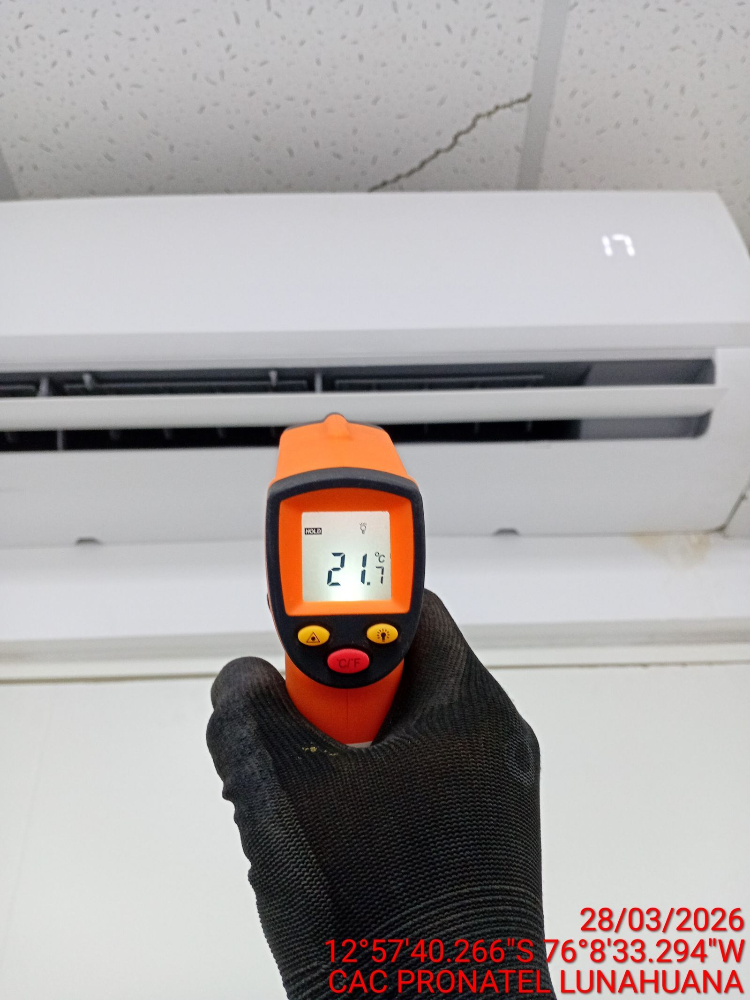 17
HOLD
°C
21.7
°C/°F
28/03/2026
12°57'40.266"S 76°8'33.294"W
CAC PRONATEL LUNAHUANA